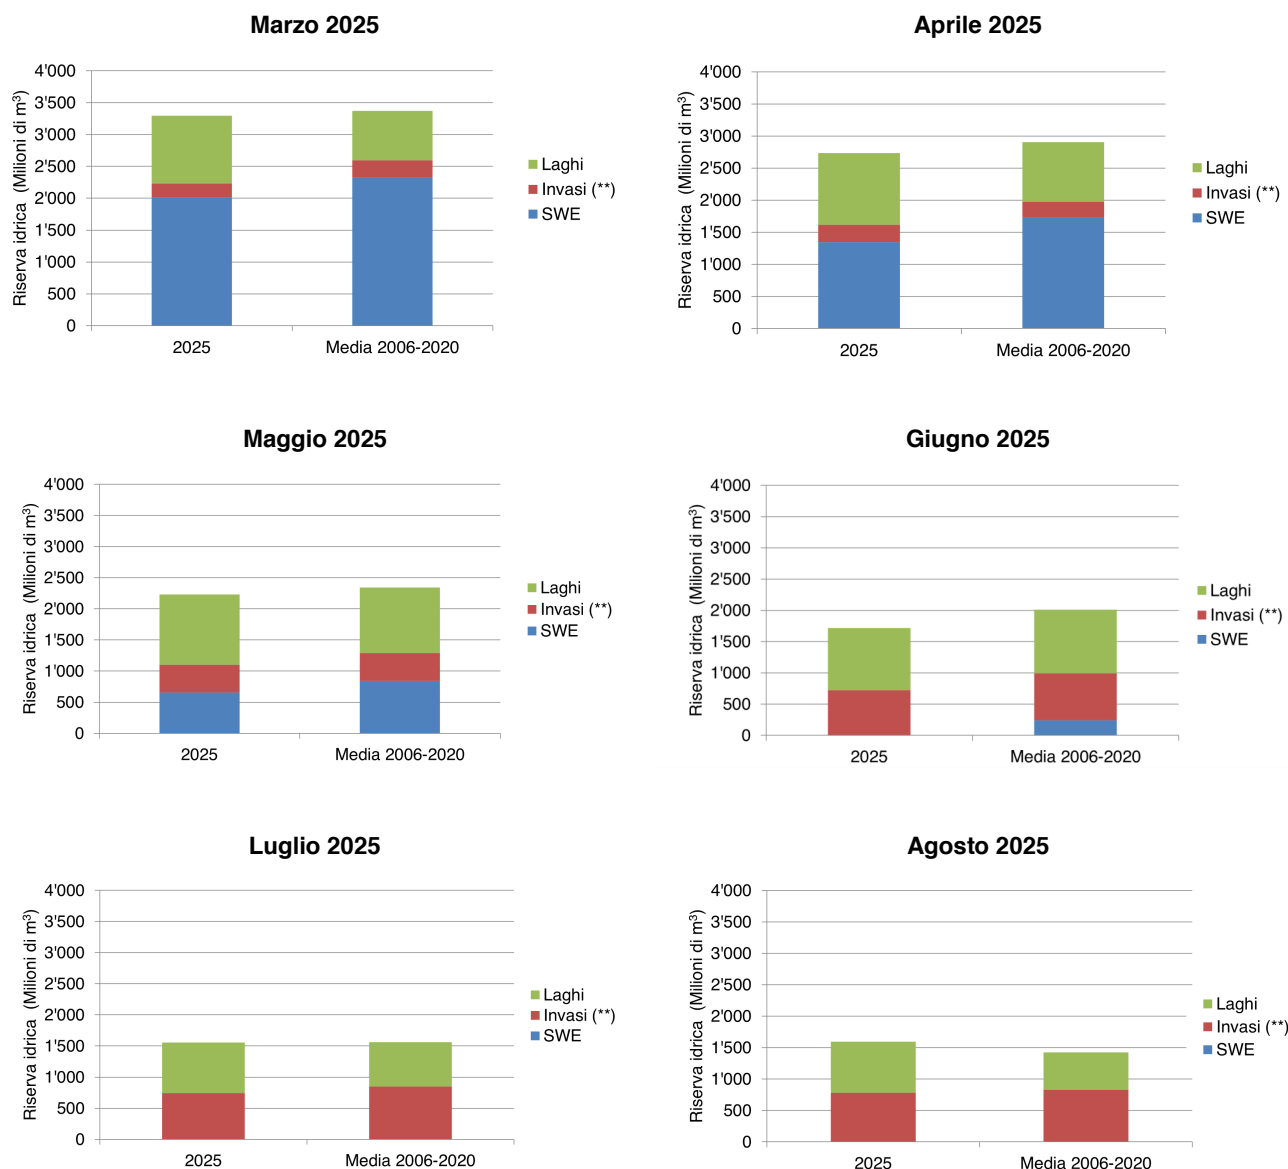 Marzo 2025
Riserva idrica (Milioni di m³)
4'000
3'500
3'000
2'500
2'000
1'500
1'000
500
0
2025
Media 2006-2020
Laghi
Invasi (**)
SWE
Aprile 2025
Riserva idrica (Milioni di m³)
4'000
3'500
3'000
2'500
2'000
1'500
1'000
500
0
2025
Media 2006-2020
Laghi
Invasi (**)
SWE
Maggio 2025
Riserva idrica (Milioni di m³)
4'000
3'500
3'000
2'500
2'000
1'500
1'000
500
0
2025
Media 2006-2020
Laghi
Invasi (**)
SWE
Giugno 2025
Riserva idrica (Milioni di m³)
4'000
3'500
3'000
2'500
2'000
1'500
1'000
500
0
2025
Media 2006-2020
Laghi
Invasi (**)
SWE
Luglio 2025
Riserva idrica (Milioni di m³)
4'000
3'500
3'000
2'500
2'000
1'500
1'000
500
0
2025
Media 2006-2020
Laghi
Invasi (**)
SWE
Agosto 2025
Riserva idrica (Milioni di m³)
4'000
3'500
3'000
2'500
2'000
1'500
1'000
500
0
2025
Media 2006-2020
Laghi
Invasi (**)
SWE